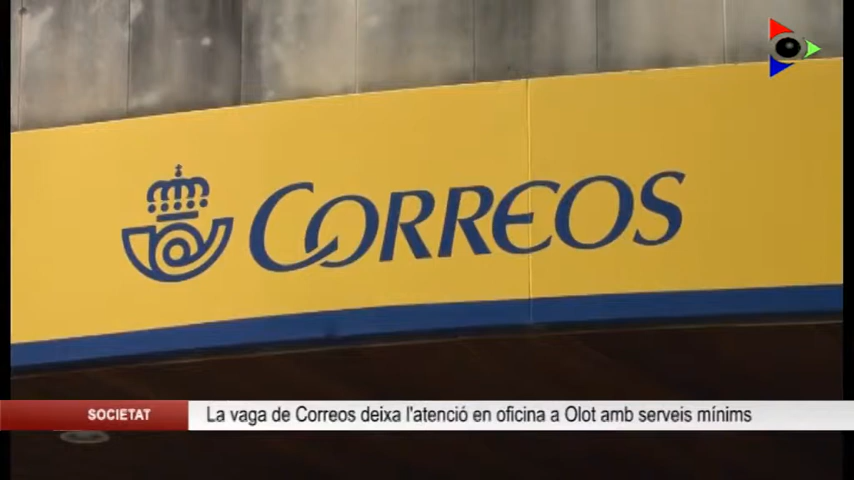 CORREOS
SOCIETAT
La vaga de Correos deixa l'atenció en oficina a Olot amb serveis mínims